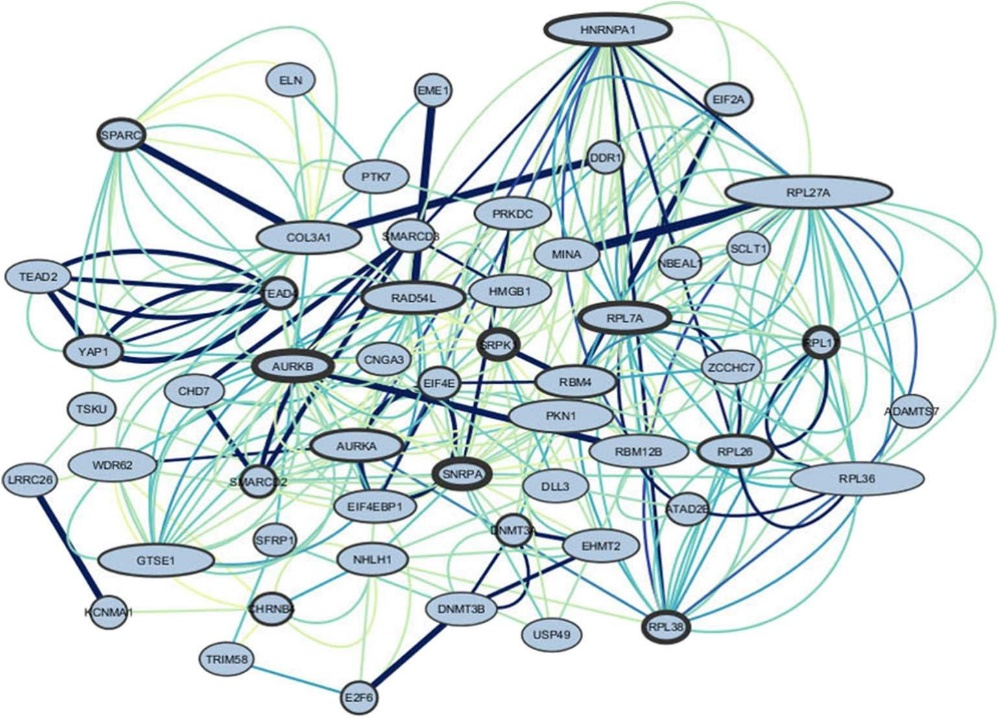 HNRNPA1
ELN
EME1
EIF2A
SPARC
DDR1
PTK7
RPL27A
PRKDC
COL3A1
SMARCD3
MINA
SCLT1
NBEAL1
TEAD2
TEAD4
RAD54L
HMGB1
RPL7A
YAP1
SRPK1
RPL17
AURKB
CNGA3
ZCCHC7
CHD7
EIF4E
RBM4
TSKU
PKN1
ADAMTS7
AURKA
RBM12B
RPL26
WDR62
LRRC26
SMARCD2
SNRPA
DLL3
RPL36
EIF4EBP1
ATAD2B
SFRP1
DNMT3A
EHMT2
GTSE1
NHLH1
KCNMA1
CHRNB4
DNMT3B
USP49
RPL38
TRIM58
E2F6